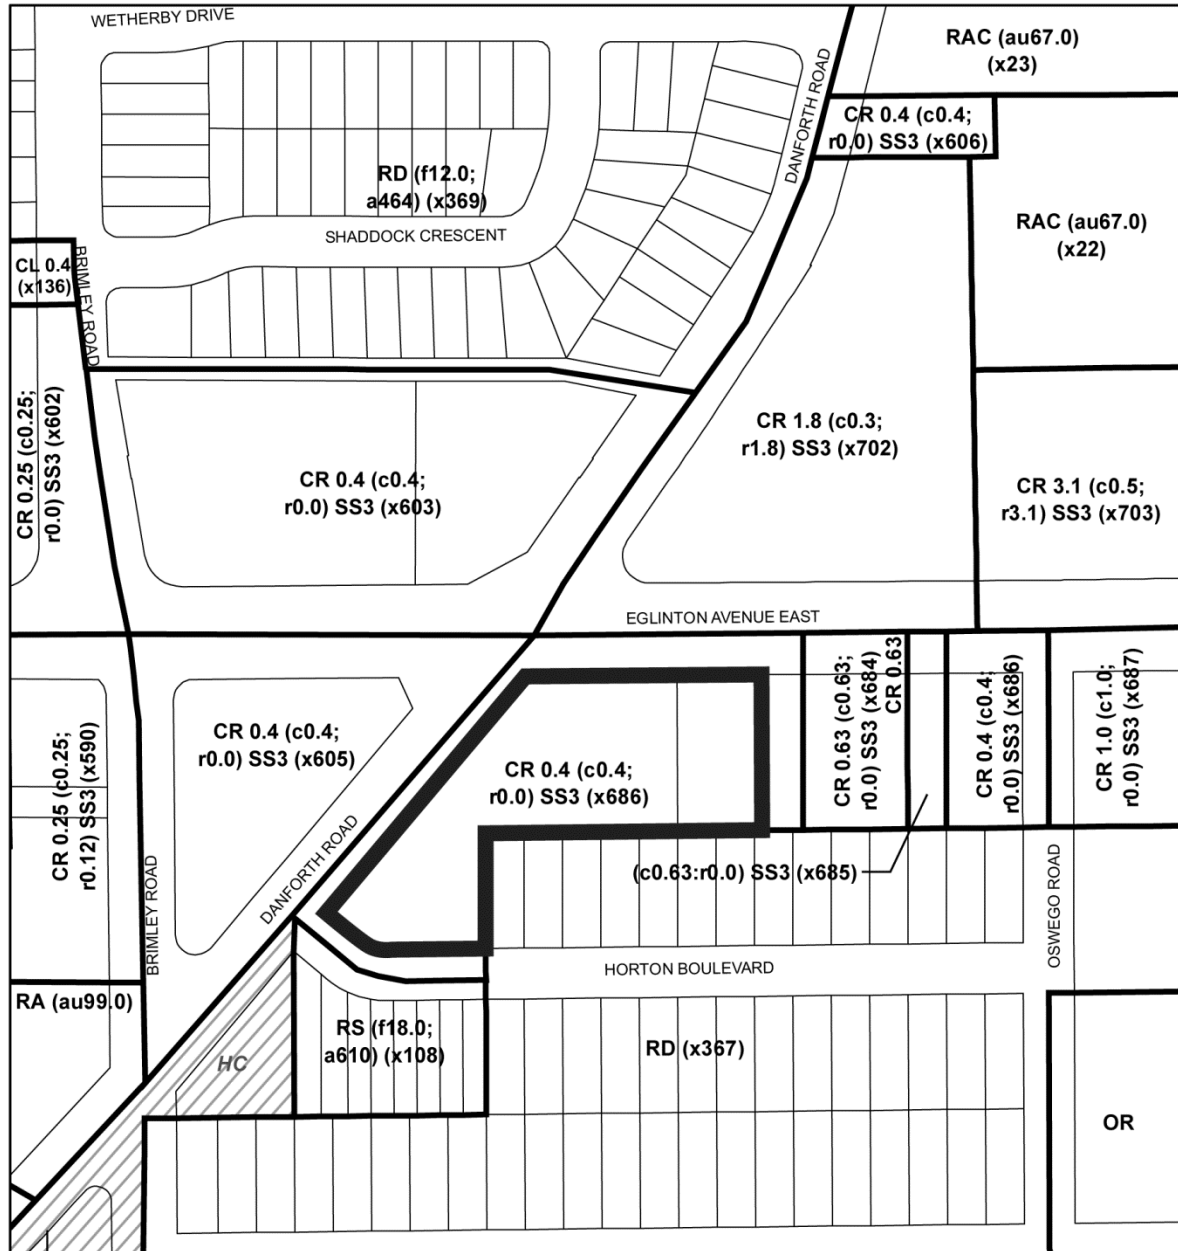 WETHERBY DRIVE
DANFORTH ROAD
RAC (au67.0)
(x23)
CR 0.4 (c0.4;
r0.0) SS3 (x606)
RD (f12.0;
a464) (x369)
SHADDOCK CRESCENT
RAC (au67.0)
(x22)
CL 0.4
(x136)
BRIMLEY ROAD
CR 0.25 (c0.25;
r0.0) SS3 (x602)
CR 0.4 (c0.4;
r0.0) SS3 (x603)
CR 1.8 (c0.3;
r1.8) SS3 (x702)
CR 3.1 (c0.5;
r3.1) SS3 (x703)
EGLINTON AVENUE EAST
CR 0.25 (c0.25;
r0.12) SS3 (x590)
CR 0.4 (c0.4;
r0.0) SS3 (x605)
CR 0.4 (c0.4;
r0.0) SS3 (x686)
CR 0.63 (c0.63;
r0.0) SS3 (x684)
CR 0.63
(c0.63:r0.0) SS3 (x685)
CR 0.4 (c0.4;
r0.0) SS3 (x686)
CR 1.0 (c1.0;
r0.0) SS3 (x687)
DANFORTH ROAD
BRIMLEY ROAD
OSWEGO ROAD
HORTON BOULEVARD
RA (au99.0)
HC
RS (f18.0;
a610) (x108)
RD (x367)
OR